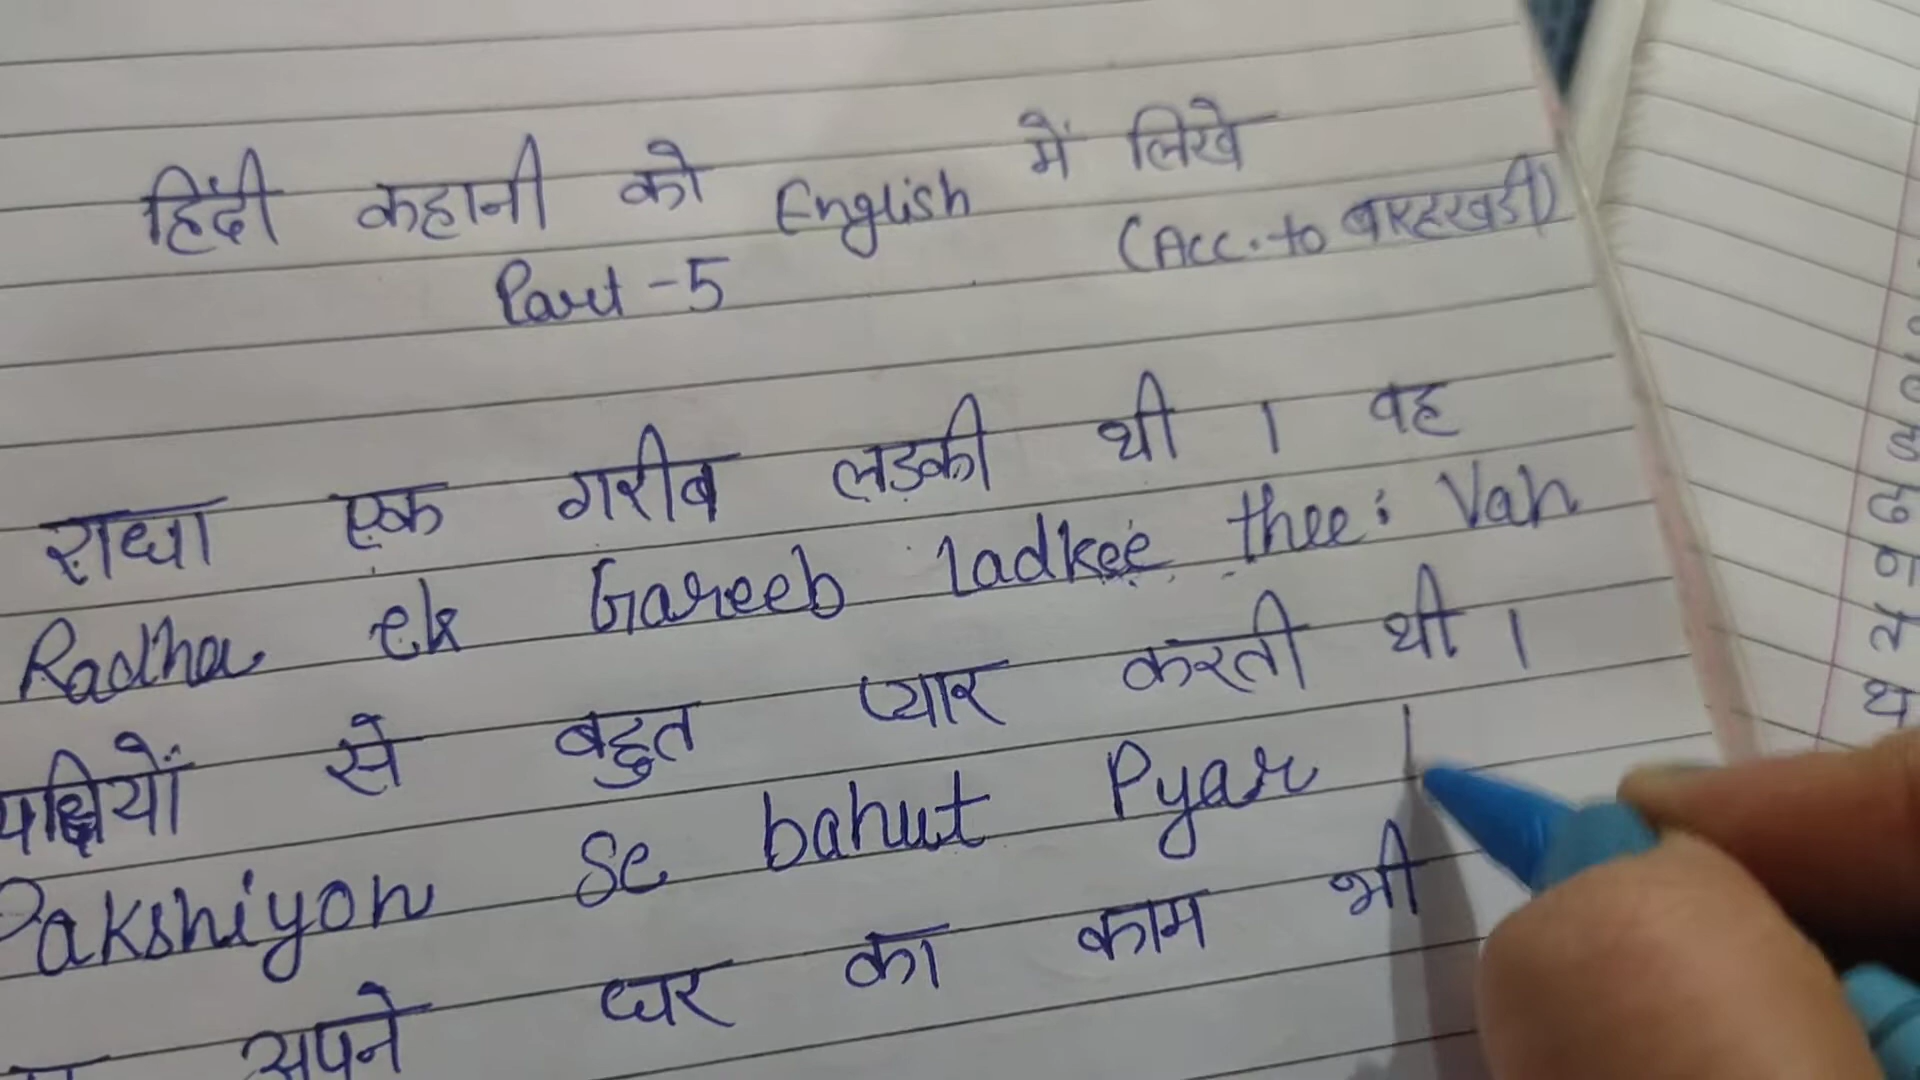 हिंदी कहानी को English में लिखे
Part-5 (Acc. to बारहखडी)
राधा एक गरीब लड़की थी । वह
Radha ek Gareeb ladkee thee: Vah
पक्षियों से बहुत प्यार करती थी ।
Pakshiyon se bahut Pyar
अपने घर का काम भी
ड
ढ
ण
त
थ